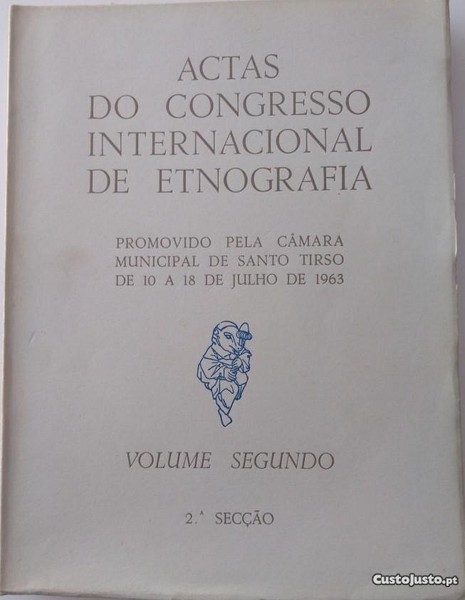 ACTAS
DO CONGRESSO
INTERNACIONAL
DE ETNOGRAFIA
PROMOVIDO PELA CÂMARA
MUNICIPAL DE SANTO TIRSO
DE 10 A 18 DE JULHO DE 1963
VOLUME SEGUNDO
2.ª SECÇÃO
CustoJusto.pt